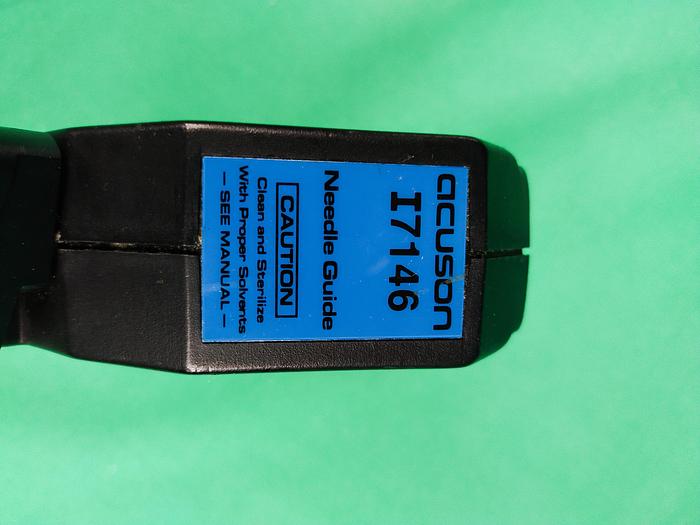 acuson
I7146
Needle Guide
CAUTION
Clean and Sterilize
With Proper Solvents
— SEE MANUAL —